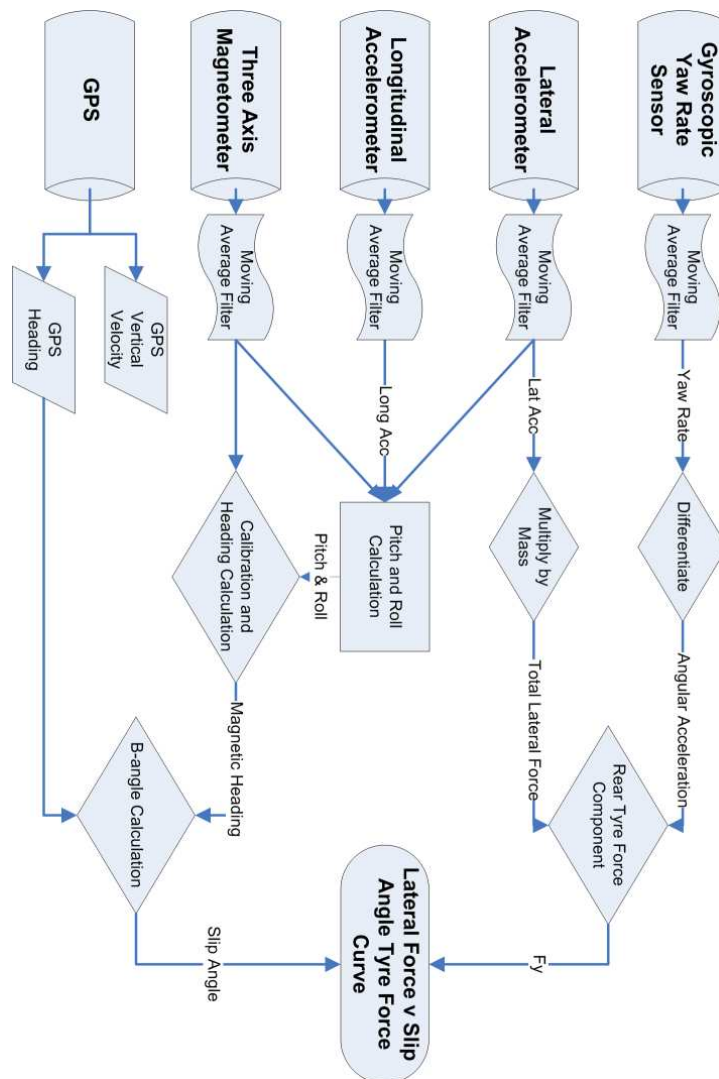 Gyroscopic
Yaw Rate
Sensor
Moving
Average Filter
Yaw Rate
Differentiate
Angular Acceleration
Rear Tyre Force
Component
Fy
Lateral
Accelerometer
Moving
Average Filter
Lat Acc
Multiply by
Mass
Total Lateral Force
Longitudinal
Accelerometer
Moving
Average Filter
Long Acc
Pitch and Roll
Calculation
Pitch & Roll
Lateral Force v Slip
Angle Tyre Force
Curve
Three Axis
Magnetometer
Moving
Average Filter
Calibration and
Heading Calculation
Magnetic Heading
B-angle Calculation
Slip Angle
GPS
GPS
Vertical
Velocity
GPS
Heading